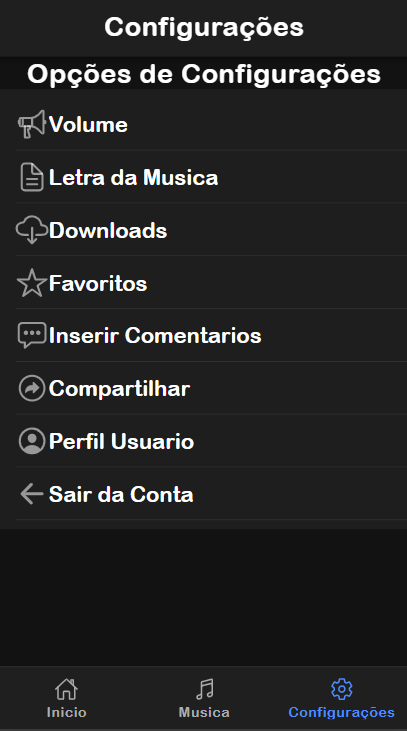 Configurações
Opções de Configurações
Volume
Letra da Musica
Downloads
Favoritos
Inserir Comentarios
Compartilhar
Perfil Usuario
Sair da Conta
Inicio
Musica
Configurações